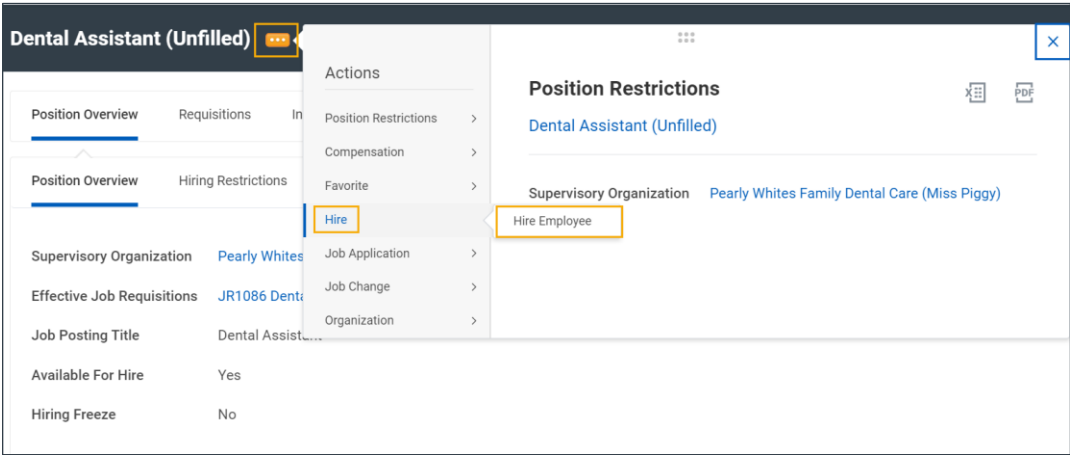 Dental Assistant (Unfilled)
Position Overview Requisitions In
Position Overview Hiring Restrictions
Supervisory Organization Pearly Whites
Effective Job Requisitions JR1086 Denta
Job Posting Title Dental Assistant
Available For Hire Yes
Hiring Freeze No
Actions
Position Restrictions
Compensation
Favorite
Hire
Job Application
Job Change
Organization
Hire Employee
Position Restrictions
X
PDF
Dental Assistant (Unfilled)
Supervisory Organization Pearly Whites Family Dental Care (Miss Piggy)